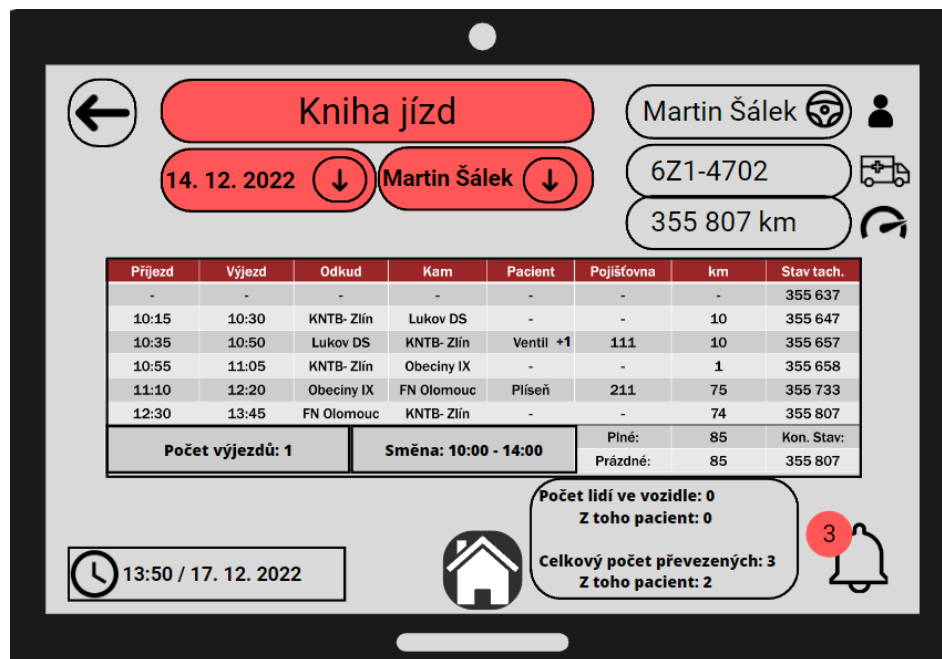 Kniha jízd
14. 12. 2022
Martin Šálek
Martin Šálek
6Z1-4702
355 807 km
Příjezd Výjezd Odkud Kam Pacient Pojišťovna km Stav tach.
- - - - - - - 355 637
10:15 10:30 KNTB- Zlín Lukov DS - - 10 355 647
10:35 10:50 Lukov DS KNTB- Zlín Ventil +1 111 10 355 657
10:55 11:05 KNTB- Zlín Obeciny IX - - 1 355 658
11:10 12:20 Obeciny IX FN Olomouc Plíseň 211 75 355 733
12:30 13:45 FN Olomouc KNTB- Zlín - - 74 355 807
Počet výjezdů: 1
Směna: 10:00 - 14:00
Plné: 85 Kon. Stav:
Prázdné: 85 355 807
Počet lidí ve vozidle: 0
Z toho pacient: 0
Celkový počet převezených: 3
Z toho pacient: 2
3
13:50 / 17. 12. 2022